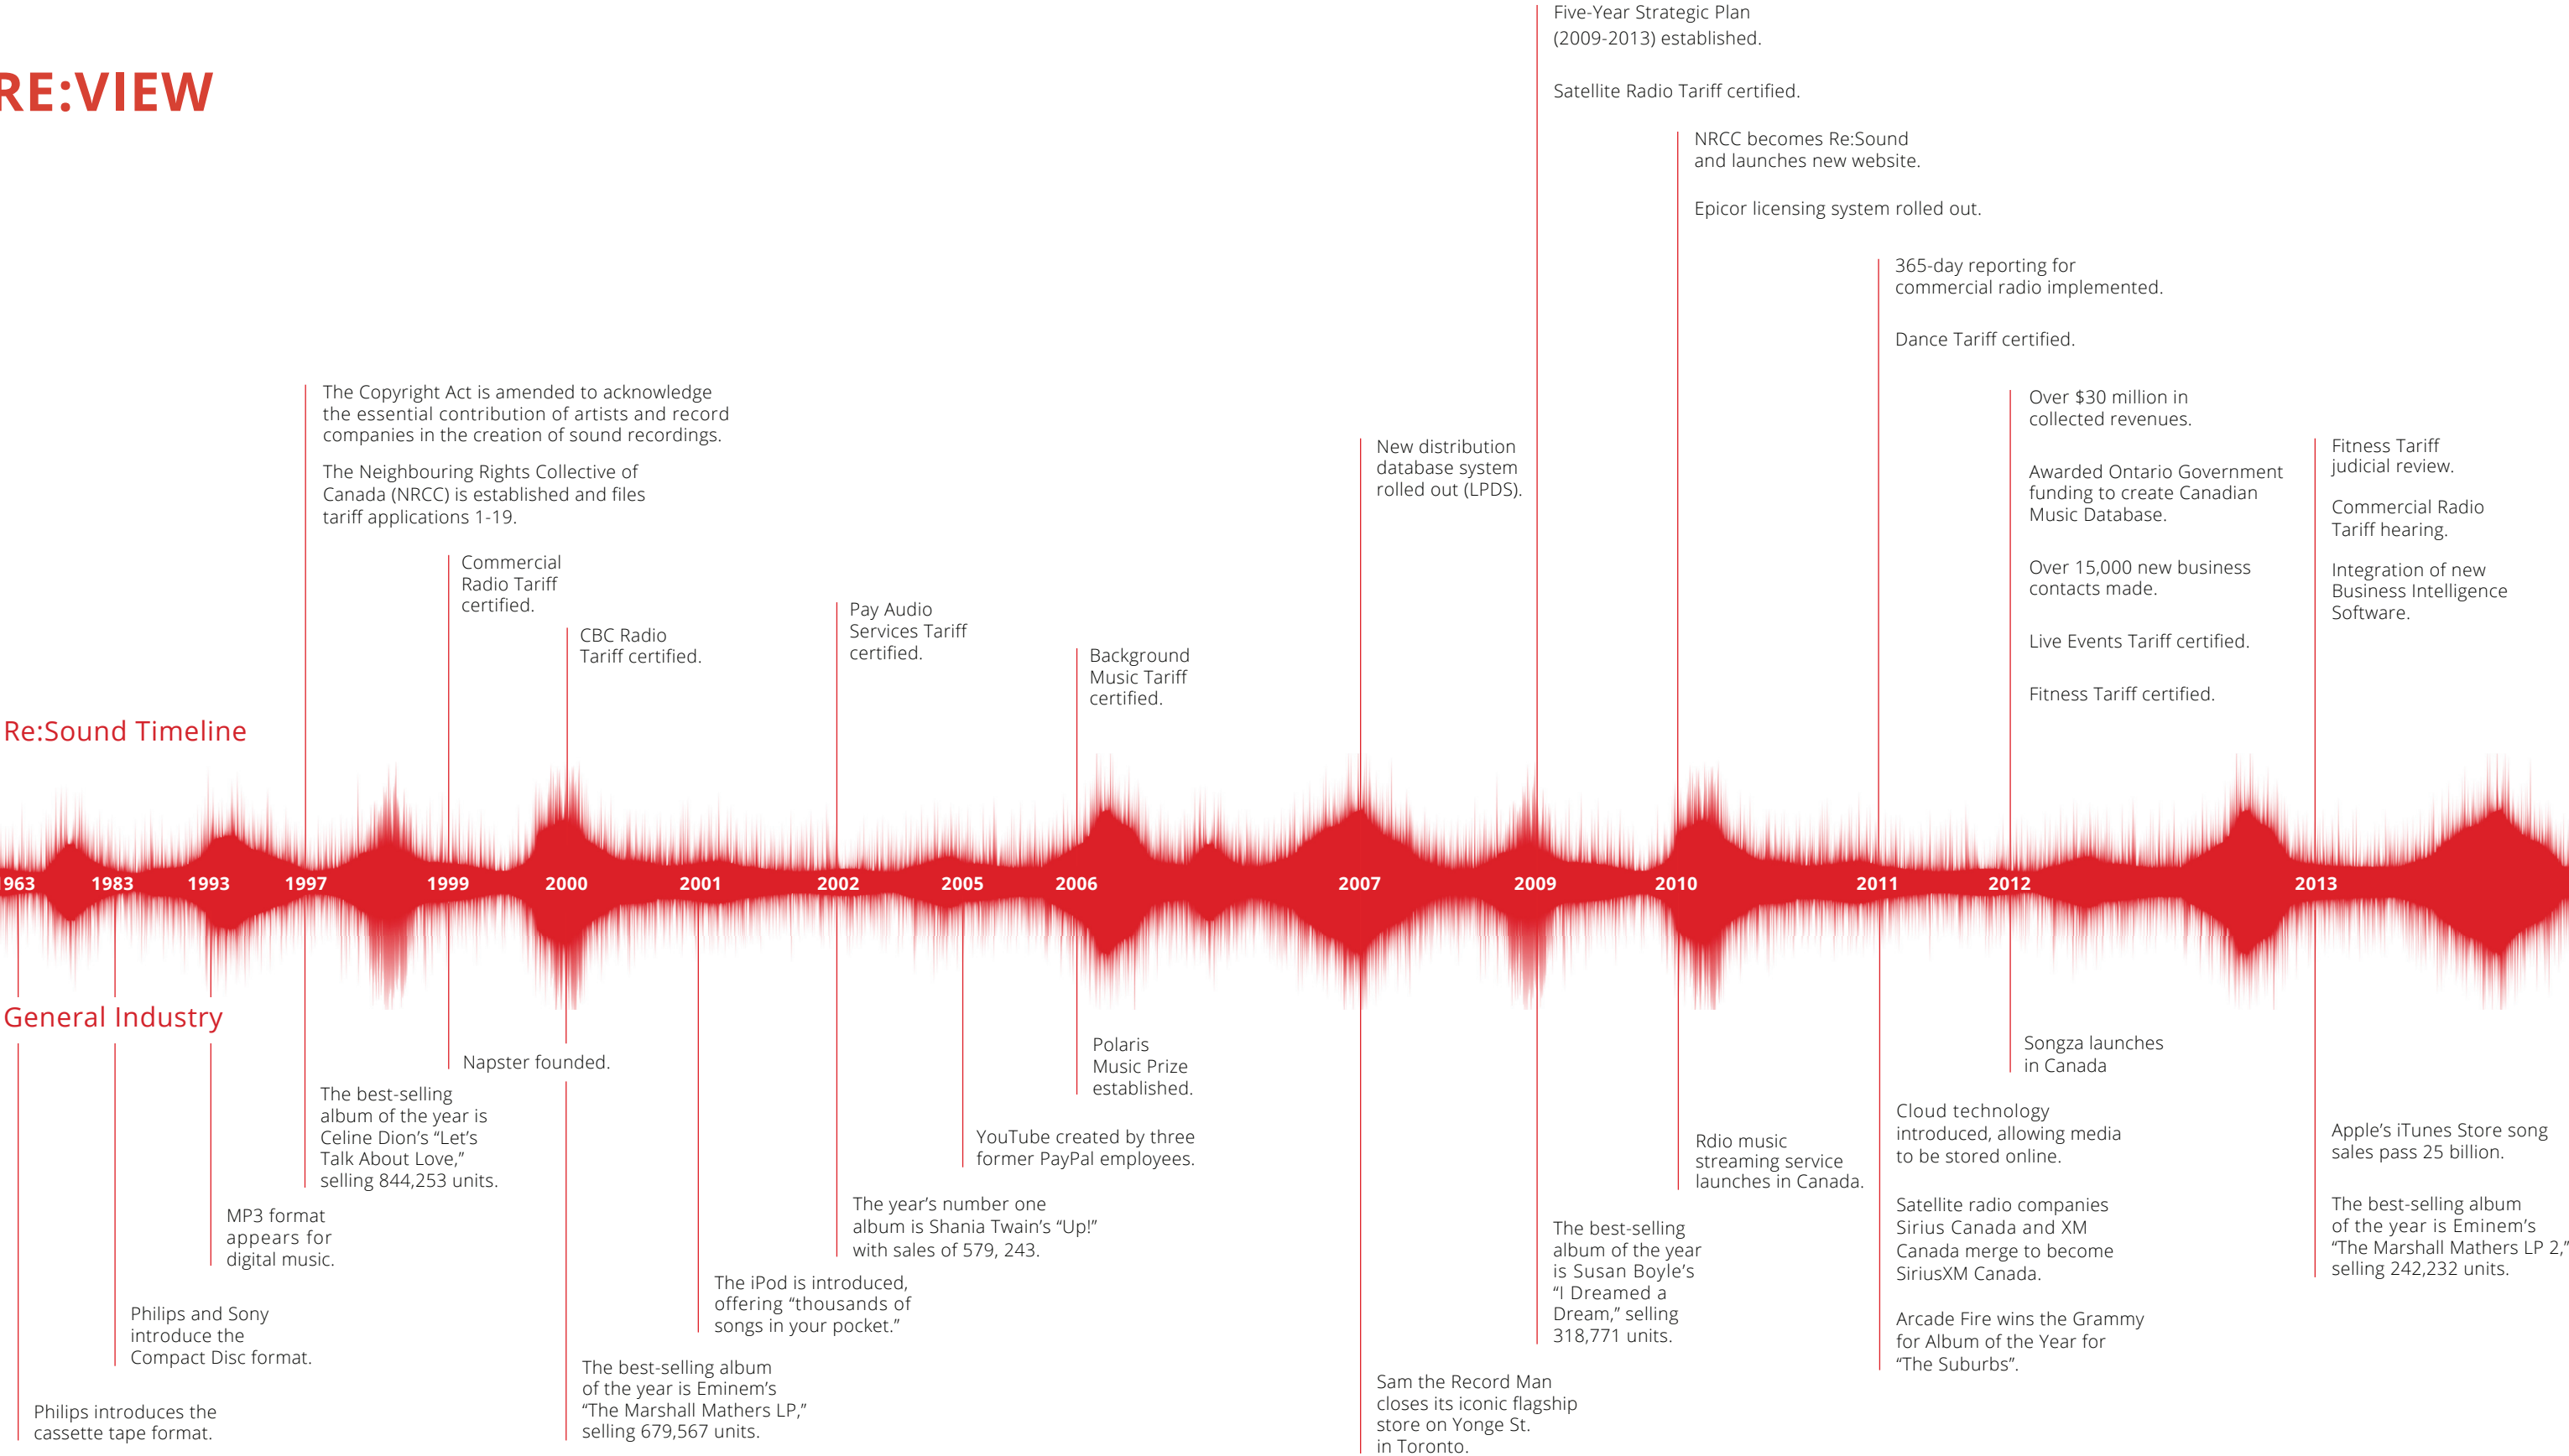 RE:VIEW
Five-Year Strategic Plan
(2009-2013) established.
Satellite Radio Tariff certified.
NRCC becomes Re:Sound
and launches new website.
Epicor licensing system rolled out.
365-day reporting for
commercial radio implemented.
Dance Tariff certified.
The Copyright Act is amended to acknowledge
the essential contribution of artists and record
companies in the creation of sound recordings.
The Neighbouring Rights Collective of
Canada (NRCC) is established and files
tariff applications 1-19.
Commercial
Radio Tariff
certified.
CBC Radio
Tariff certified.
Pay Audio
Services Tariff
certified.
Background
Music Tariff
certified.
New distribution
database system
rolled out (LPDS).
Over $30 million in
collected revenues.
Awarded Ontario Government
funding to create Canadian
Music Database.
Over 15,000 new business
contacts made.
Live Events Tariff certified.
Fitness Tariff certified.
Fitness Tariff
judicial review.
Commercial Radio
Tariff hearing.
Integration of new
Business Intelligence
Software.
Re:Sound Timeline
1963 1983 1993 1997 1999 2000 2001 2002 2005 2006 2007 2009 2010 2011 2012 2013
General Industry
Philips introduces the
cassette tape format.
Philips and Sony
introduce the
Compact Disc format.
MP3 format
appears for
digital music.
The best-selling
album of the year is
Celine Dion’s “Let’s
Talk About Love,”
selling 844,253 units.
Napster founded.
The best-selling album
of the year is Eminem’s
“The Marshall Mathers LP,”
selling 679,567 units.
The iPod is introduced,
offering “thousands of
songs in your pocket.”
The year’s number one
album is Shania Twain’s “Up!”
with sales of 579, 243.
YouTube created by three
former PayPal employees.
Polaris
Music Prize
established.
Sam the Record Man
closes its iconic flagship
store on Yonge St.
in Toronto.
The best-selling
album of the year
is Susan Boyle’s
“I Dreamed a
Dream,” selling
318,771 units.
Rdio music
streaming service
launches in Canada.
Cloud technology
introduced, allowing media
to be stored online.
Satellite radio companies
Sirius Canada and XM
Canada merge to become
SiriusXM Canada.
Arcade Fire wins the Grammy
for Album of the Year for
“The Suburbs”.
Songza launches
in Canada
Apple’s iTunes Store song
sales pass 25 billion.
The best-selling album
of the year is Eminem’s
“The Marshall Mathers LP 2,”
selling 242,232 units.